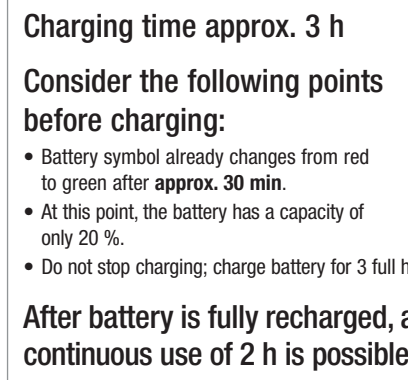 Charging time approx. 3 h
Consider the following points
before charging:
• Battery symbol already changes from red
to green after approx. 30 min.
• At this point, the battery has a capacity of
only 20 %.
• Do not stop charging; charge battery for 3 full h
After battery is fully recharged, a
continuous use of 2 h is possible